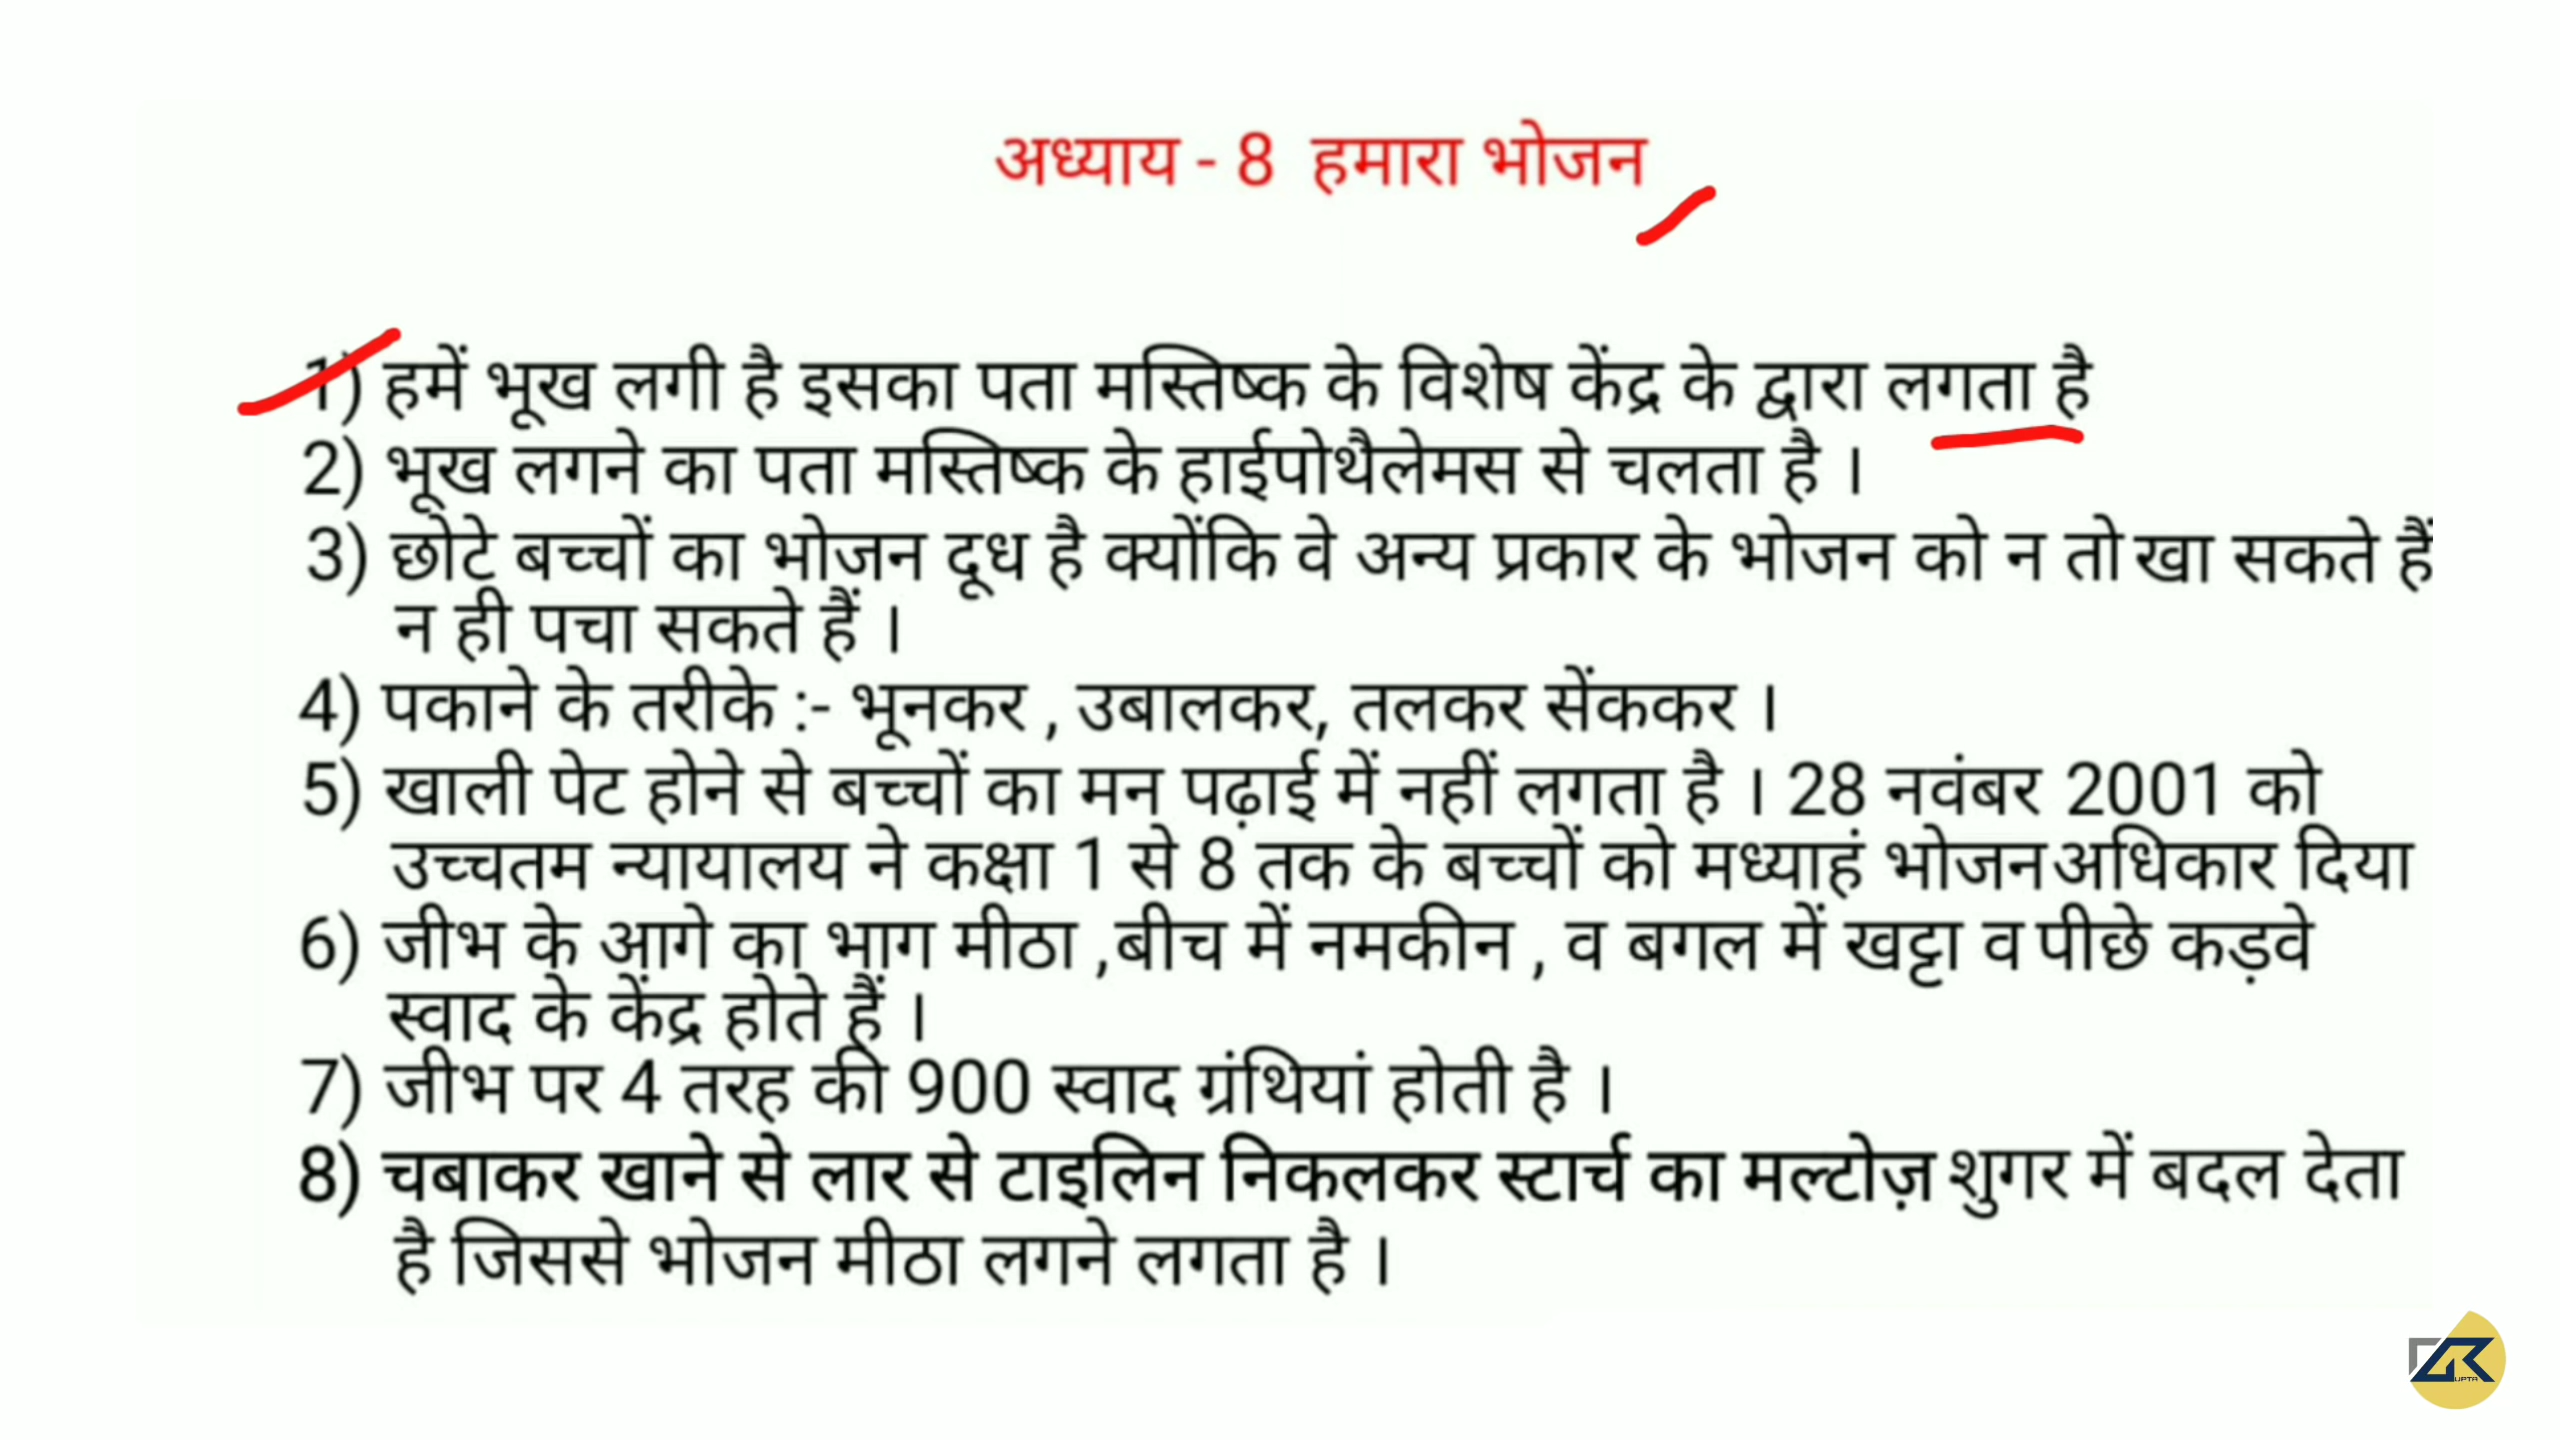 अध्याय - 8 हमारा भोजन
1) हमें भूख लगी है इसका पता मस्तिष्क के विशेष केंद्र के द्वारा लगता है
2) भूख लगने का पता मस्तिष्क के हाईपोथैलेमस से चलता है ।
3) छोटे बच्चों का भोजन दूध है क्योंकि वे अन्य प्रकार के भोजन को न तो खा सकते हैं
न ही पचा सकते हैं ।
4) पकाने के तरीके :- भूनकर , उबालकर, तलकर सेंककर ।
5) खाली पेट होने से बच्चों का मन पढ़ाई में नहीं लगता है । 28 नवंबर 2001 को
उच्चतम न्यायालय ने कक्षा 1 से 8 तक के बच्चों को मध्याहं भोजन अधिकार दिया
6) जीभ के आगे का भाग मीठा ,बीच में नमकीन , व बगल में खट्टा व पीछे कड़वे
स्वाद के केंद्र होते हैं ।
7) जीभ पर 4 तरह की 900 स्वाद ग्रंथियां होती है ।
8) चबाकर खाने से लार से टाइलिन निकलकर स्टार्च का मल्टोज़ शुगर में बदल देता
है जिससे भोजन मीठा लगने लगता है ।
UPTA